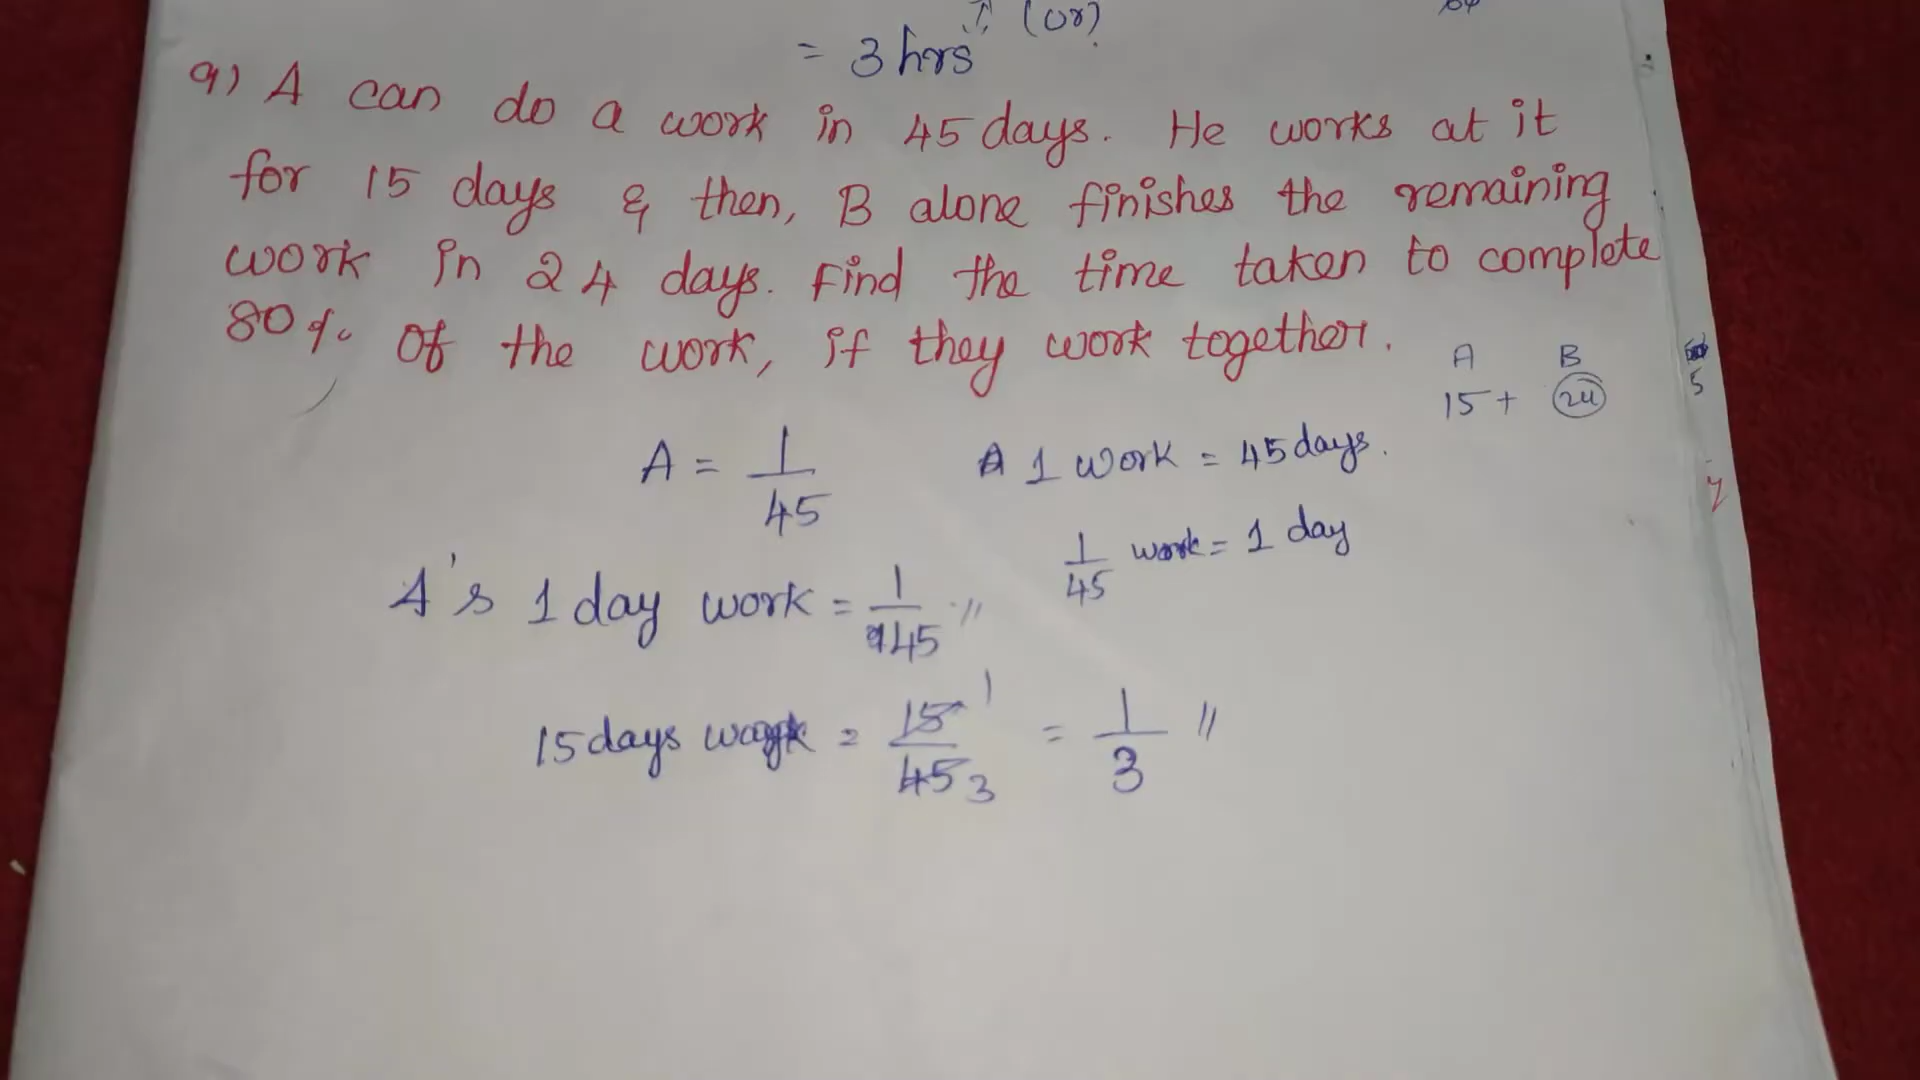 (or)
= 3 hrs
9) A can do a work in 45 days. He works at it
for 15 days & then, B alone finishes the remaining
work in 24 days. Find the time taken to complete
80% of the work, if they work together.
A B
15 + 24
5
A = 1/45
A 1 work = 45 days.
1/45 work = 1 day
A's 1 day work = 1/45 //
15 days work = 15/45 1 3 = 1/3 //